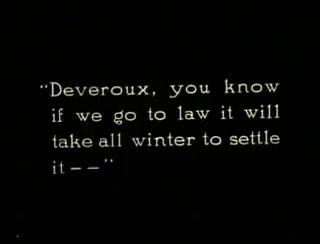 "Deveroux, you know
if we go to law it will
take all winter to settle
it – –"